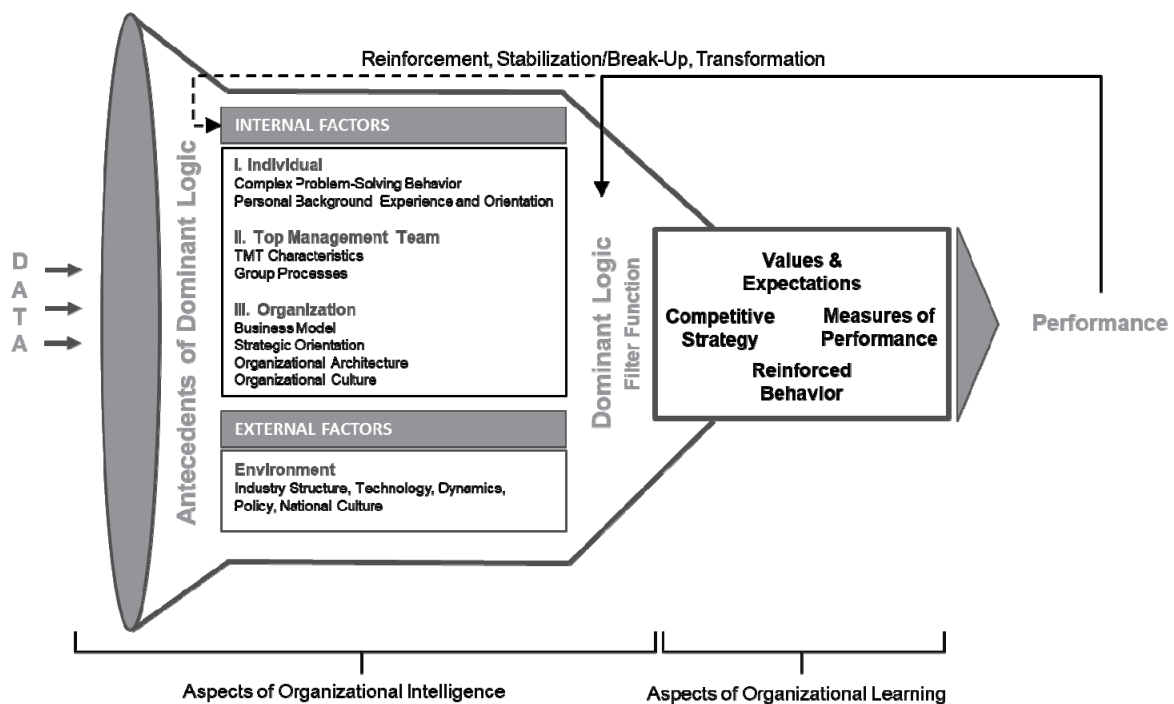 Reinforcement, Stabilization/Break-Up, Transformation
DATA
Antecedents of Dominant Logic
INTERNAL FACTORS
I. Individual
Complex Problem-Solving Behavior
Personal Background Experience and Orientation
II. Top Management Team
TMT Characteristics
Group Processes
III. Organization
Business Model
Strategic Orientation
Organizational Architecture
Organizational Culture
EXTERNAL FACTORS
Environment
Industry Structure, Technology, Dynamics,
Policy, National Culture
Dominant Logic
Filter Function
Values &
Expectations
Competitive
Strategy
Measures of
Performance
Reinforced
Behavior
Performance
Aspects of Organizational Intelligence
Aspects of Organizational Learning